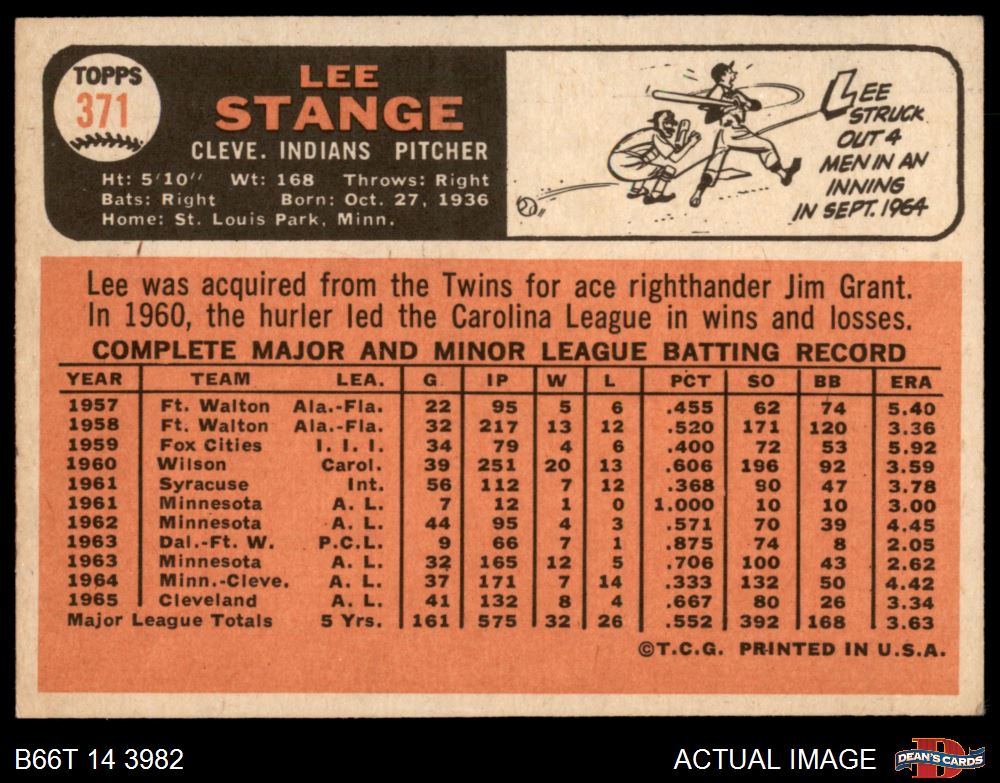 TOPPS
371
LEE
STANGE
CLEVE. INDIANS PITCHER
Ht: 5'10" Wt: 168 Throws: Right
Bats: Right Born: Oct. 27, 1936
Home: St. Louis Park, Minn.
LEE
STRUCK
OUT 4
MEN IN AN
INNING
IN SEPT. 1964
Lee was acquired from the Twins for ace righthander Jim Grant.
In 1960, the hurler led the Carolina League in wins and losses.
COMPLETE MAJOR AND MINOR LEAGUE BATTING RECORD
YEAR TEAM LEA. G IP W L PCT SO BB ERA
1957 Ft. Walton Ala.-Fla. 22 95 5 6 .455 62 74 5.40
1958 Ft. Walton Ala.-Fla. 32 217 13 12 .520 171 120 3.36
1959 Fox Cities I. I. I. 34 79 4 6 .400 72 53 5.92
1960 Wilson Carol. 39 251 20 13 .606 196 92 3.59
1961 Syracuse Int. 56 112 7 12 .368 90 47 3.78
1961 Minnesota A. L. 7 12 1 0 1.000 10 10 3.00
1962 Minnesota A. L. 44 95 4 3 .571 70 39 4.45
1963 Dal.-Ft. W. P.C.L. 9 66 7 1 .875 74 8 2.05
1963 Minnesota A. L. 32 165 12 5 .706 100 43 2.62
1964 Minn.-Cleve. A. L. 37 171 7 14 .333 132 50 4.42
1965 Cleveland A. L. 41 132 8 4 .667 80 26 3.34
Major League Totals 5 Yrs. 161 575 32 26 .552 392 168 3.63
©T.C.G. PRINTED IN U.S.A.
B66T 14 3982
ACTUAL IMAGE
DEAN'S CARDS